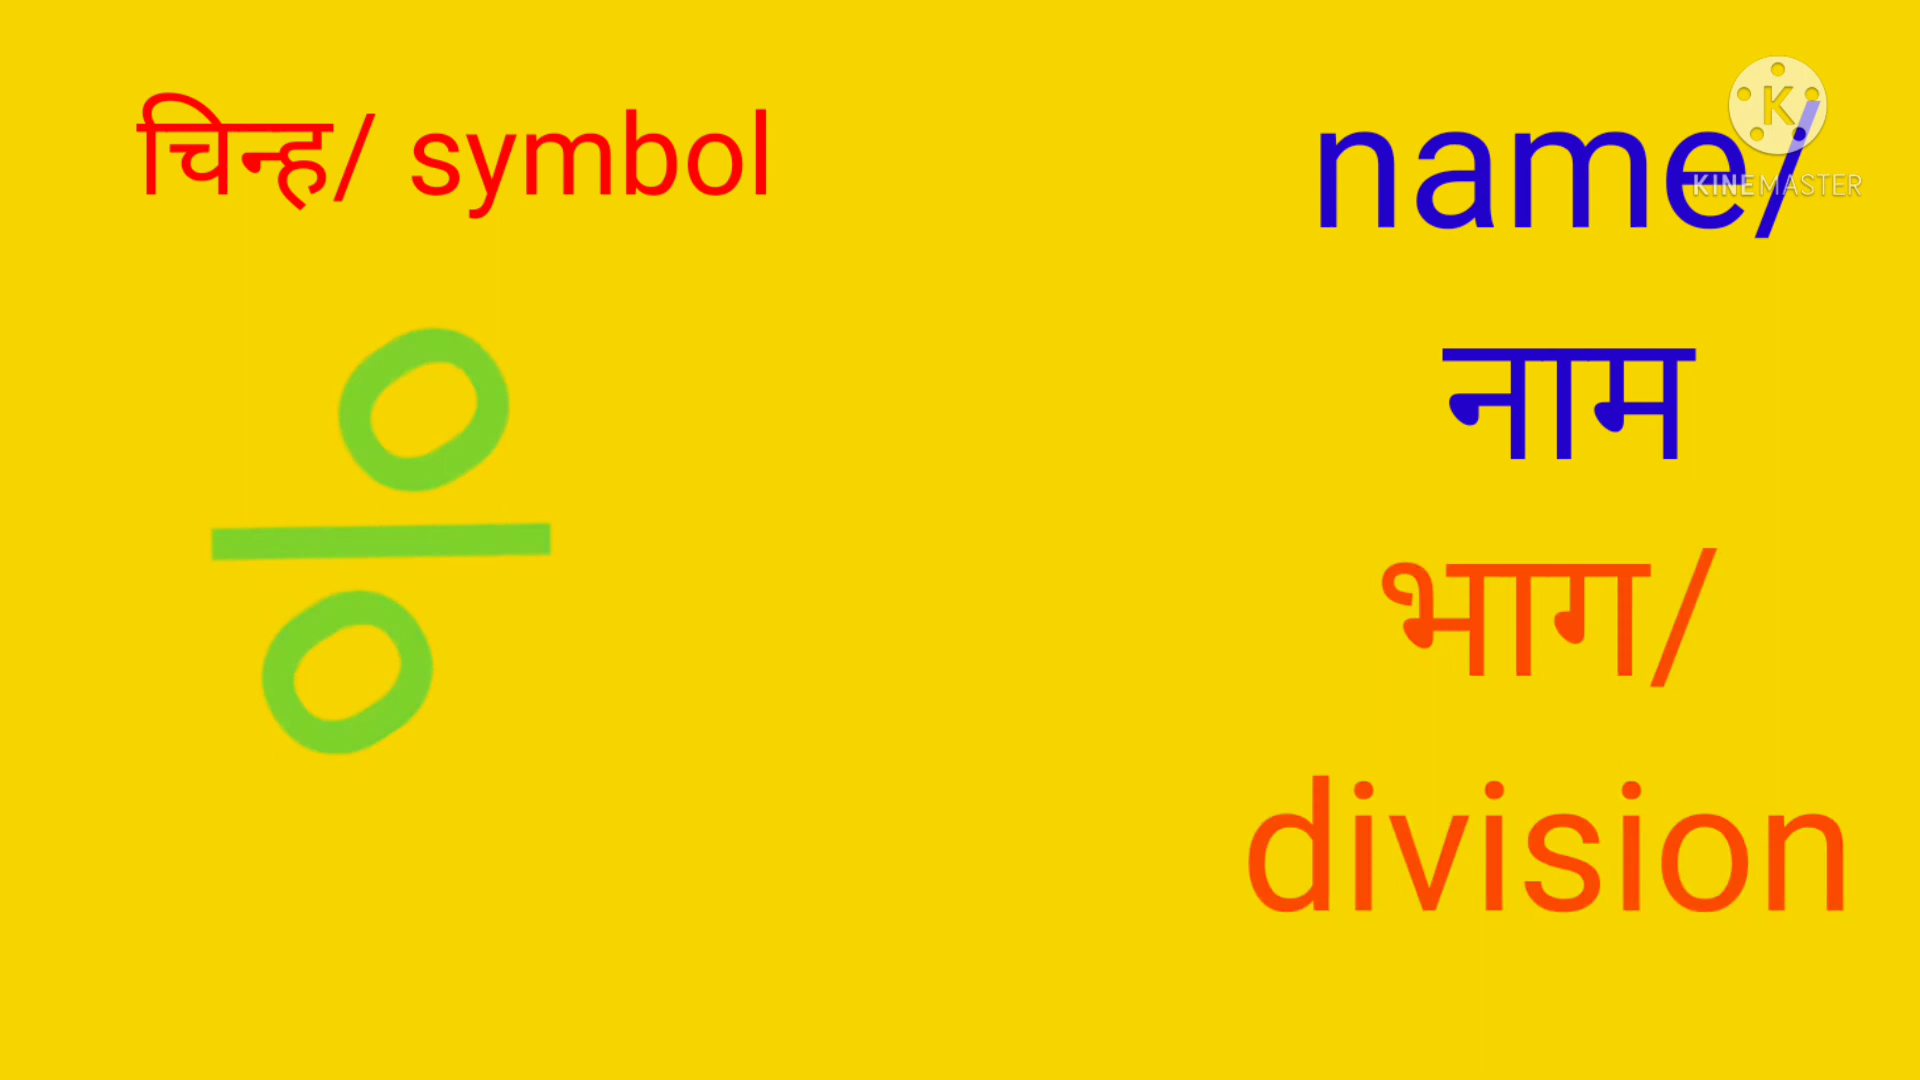 चिन्ह/ symbol
name/
नाम
÷
भाग/
division
K
KINEMASTER